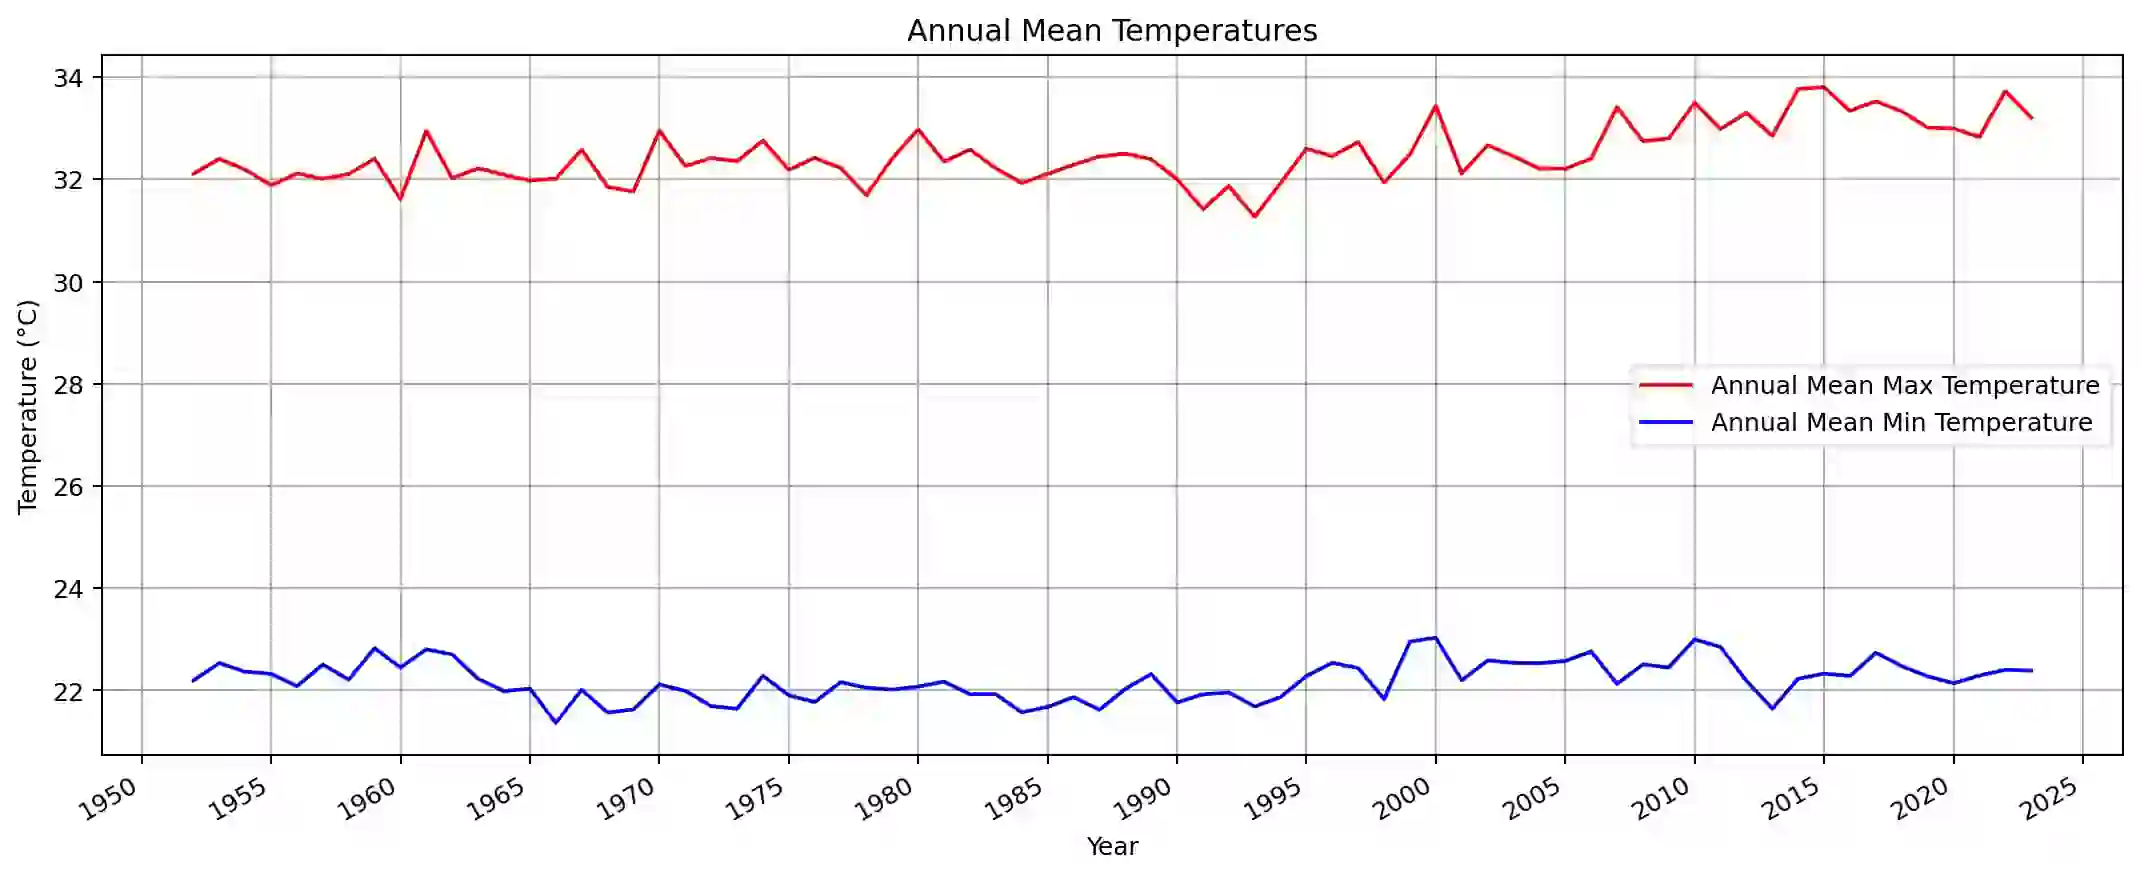 Annual Mean Temperatures
34
32
30
28
26
24
22
Temperature (°C)
Annual Mean Max Temperature
Annual Mean Min Temperature
1950 1955 1960 1965 1970 1975 1980 1985 1990 1995 2000 2005 2010 2015 2020 2025
Year